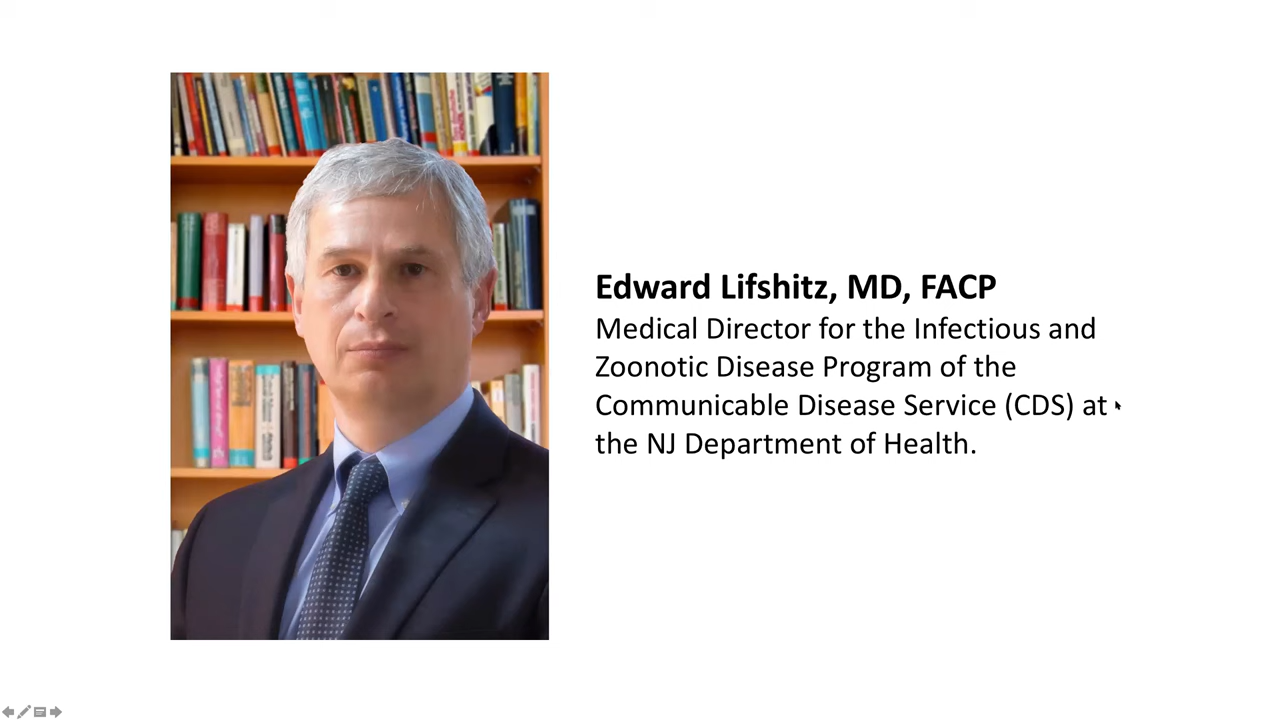 Edward Lifshitz, MD, FACP
Medical Director for the Infectious and
Zoonotic Disease Program of the
Communicable Disease Service (CDS) at
the NJ Department of Health.